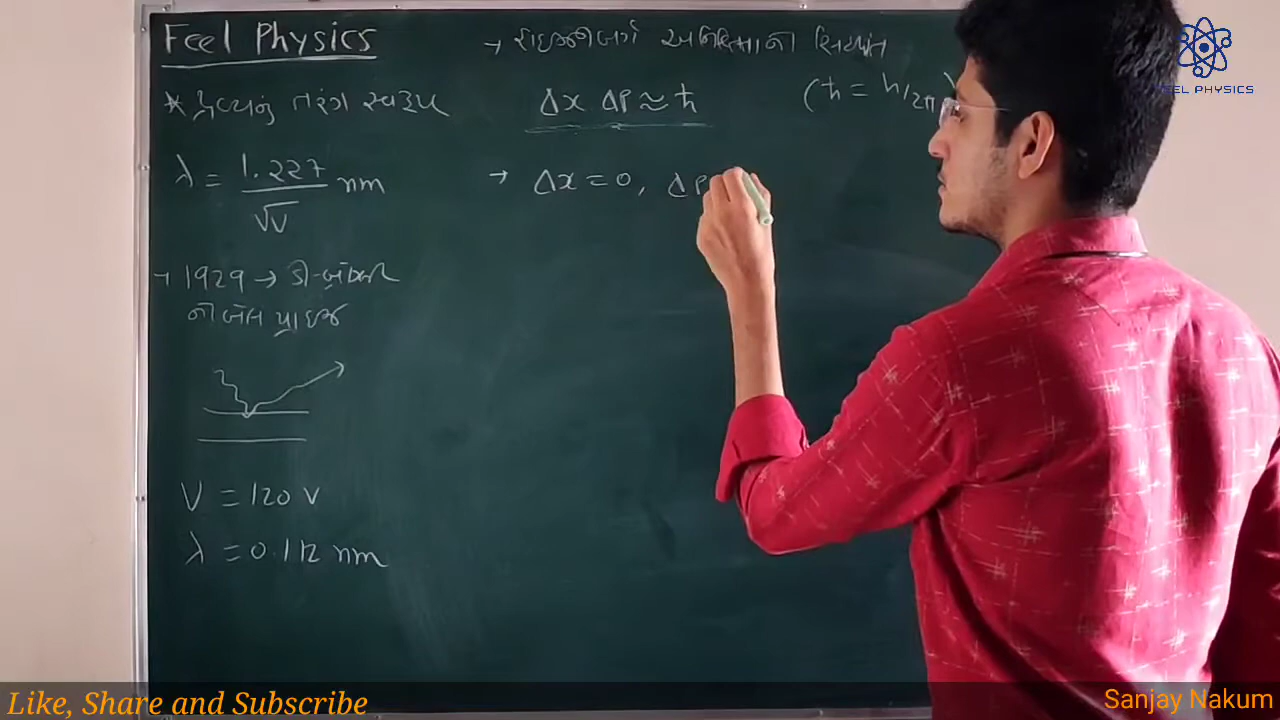 Feel Physics
* દ્રવ્યનું તરંગ સ્વરૂપ
λ = 1.227 / √V nm
→ 1929 → ડી-બ્રોગ્લી
નોબેલ પ્રાઇઝ
V = 120 V
λ = 0.112 nm
→ હાઇઝનબર્ગ અનિશ્ચિતતાનો સિદ્ધાંત
Δx Δp ≈ ħ
(ħ = h/2π)
→ Δx = 0, Δp
FEEL PHYSICS
Like, Share and Subscribe
Sanjay Nakum